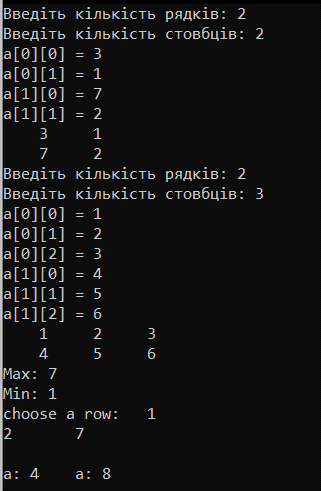 Введіть кількість рядків: 2
Введіть кількість стовбців: 2
a[0][0] = 3
a[0][1] = 1
a[1][0] = 7
a[1][1] = 2
3 1
7 2
Введіть кількість рядків: 2
Введіть кількість стовбців: 3
a[0][0] = 1
a[0][1] = 2
a[0][2] = 3
a[1][0] = 4
a[1][1] = 5
a[1][2] = 6
1 2 3
4 5 6
Max: 7
Min: 1
choose a row: 1
2 7
a: 4 a: 8